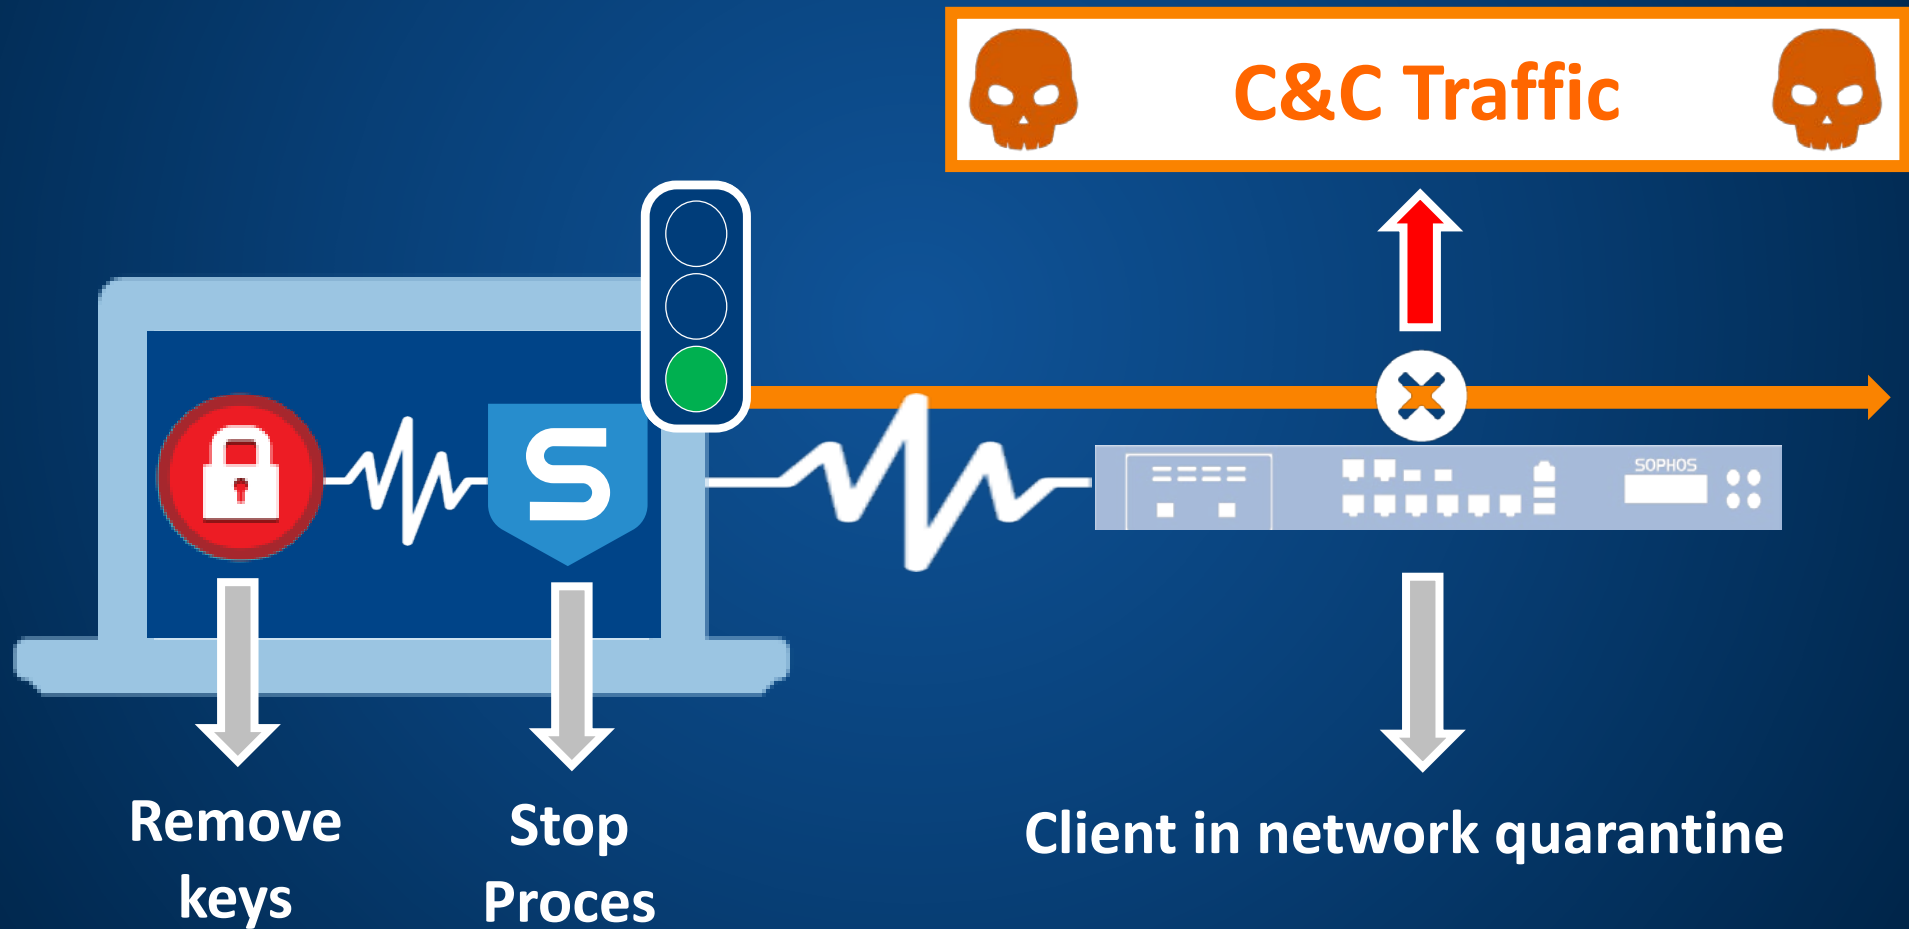 C&C Traffic
S
SOPHOS
Remove
keys
Stop
Proces
Client in network quarantine